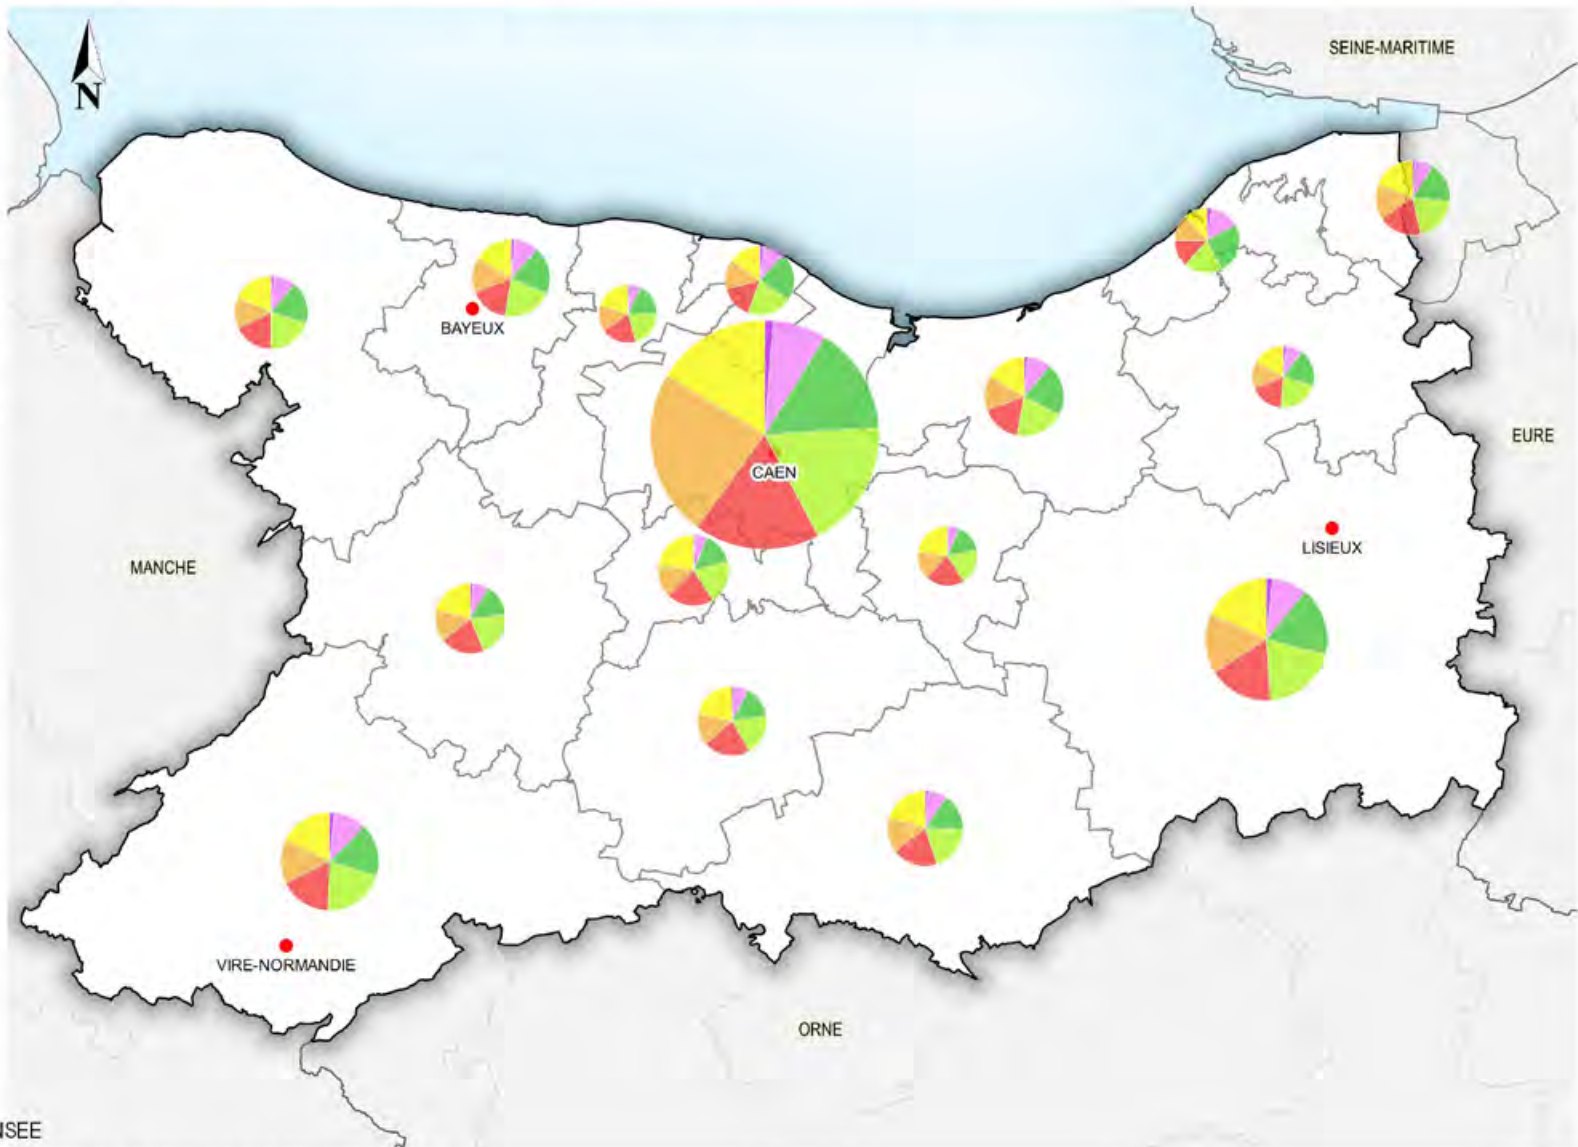 SEINE-MARITIME
N
BAYEUX
EURE
CAEN
LISIEUX
MANCHE
VIRE-NORMANDIE
ORNE